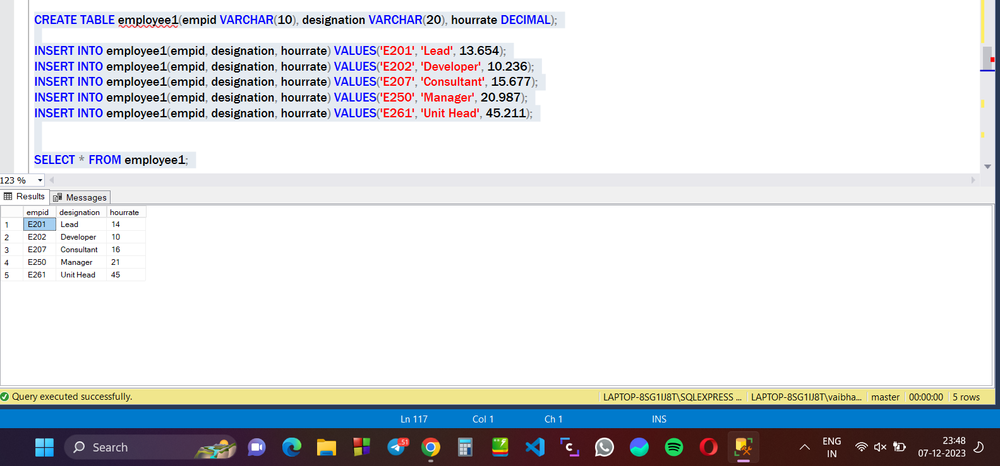 CREATE TABLE employee1(empid VARCHAR(10), designation VARCHAR(20), hourrate DECIMAL);
INSERT INTO employee1(empid, designation, hourrate) VALUES('E201', 'Lead', 13.654);
INSERT INTO employee1(empid, designation, hourrate) VALUES('E202', 'Developer', 10.236);
INSERT INTO employee1(empid, designation, hourrate) VALUES('E207', 'Consultant', 15.677);
INSERT INTO employee1(empid, designation, hourrate) VALUES('E250', 'Manager', 20.987);
INSERT INTO employee1(empid, designation, hourrate) VALUES('E261', 'Unit Head', 45.211);
SELECT * FROM employee1;
123 %
Results Messages
empid designation hourrate
1 E201 Lead 14
2 E202 Developer 10
3 E207 Consultant 16
4 E250 Manager 21
5 E261 Unit Head 45
Query executed successfully. LAPTOP-8SG1IJ8T\SQLEXPRESS ... LAPTOP-8SG1IJ8T\vaibha... master 00:00:00 5 rows
Ln 117 Col 1 Ch 1 INS
Search ..51 C ENG 23:48
IN 07-12-2023